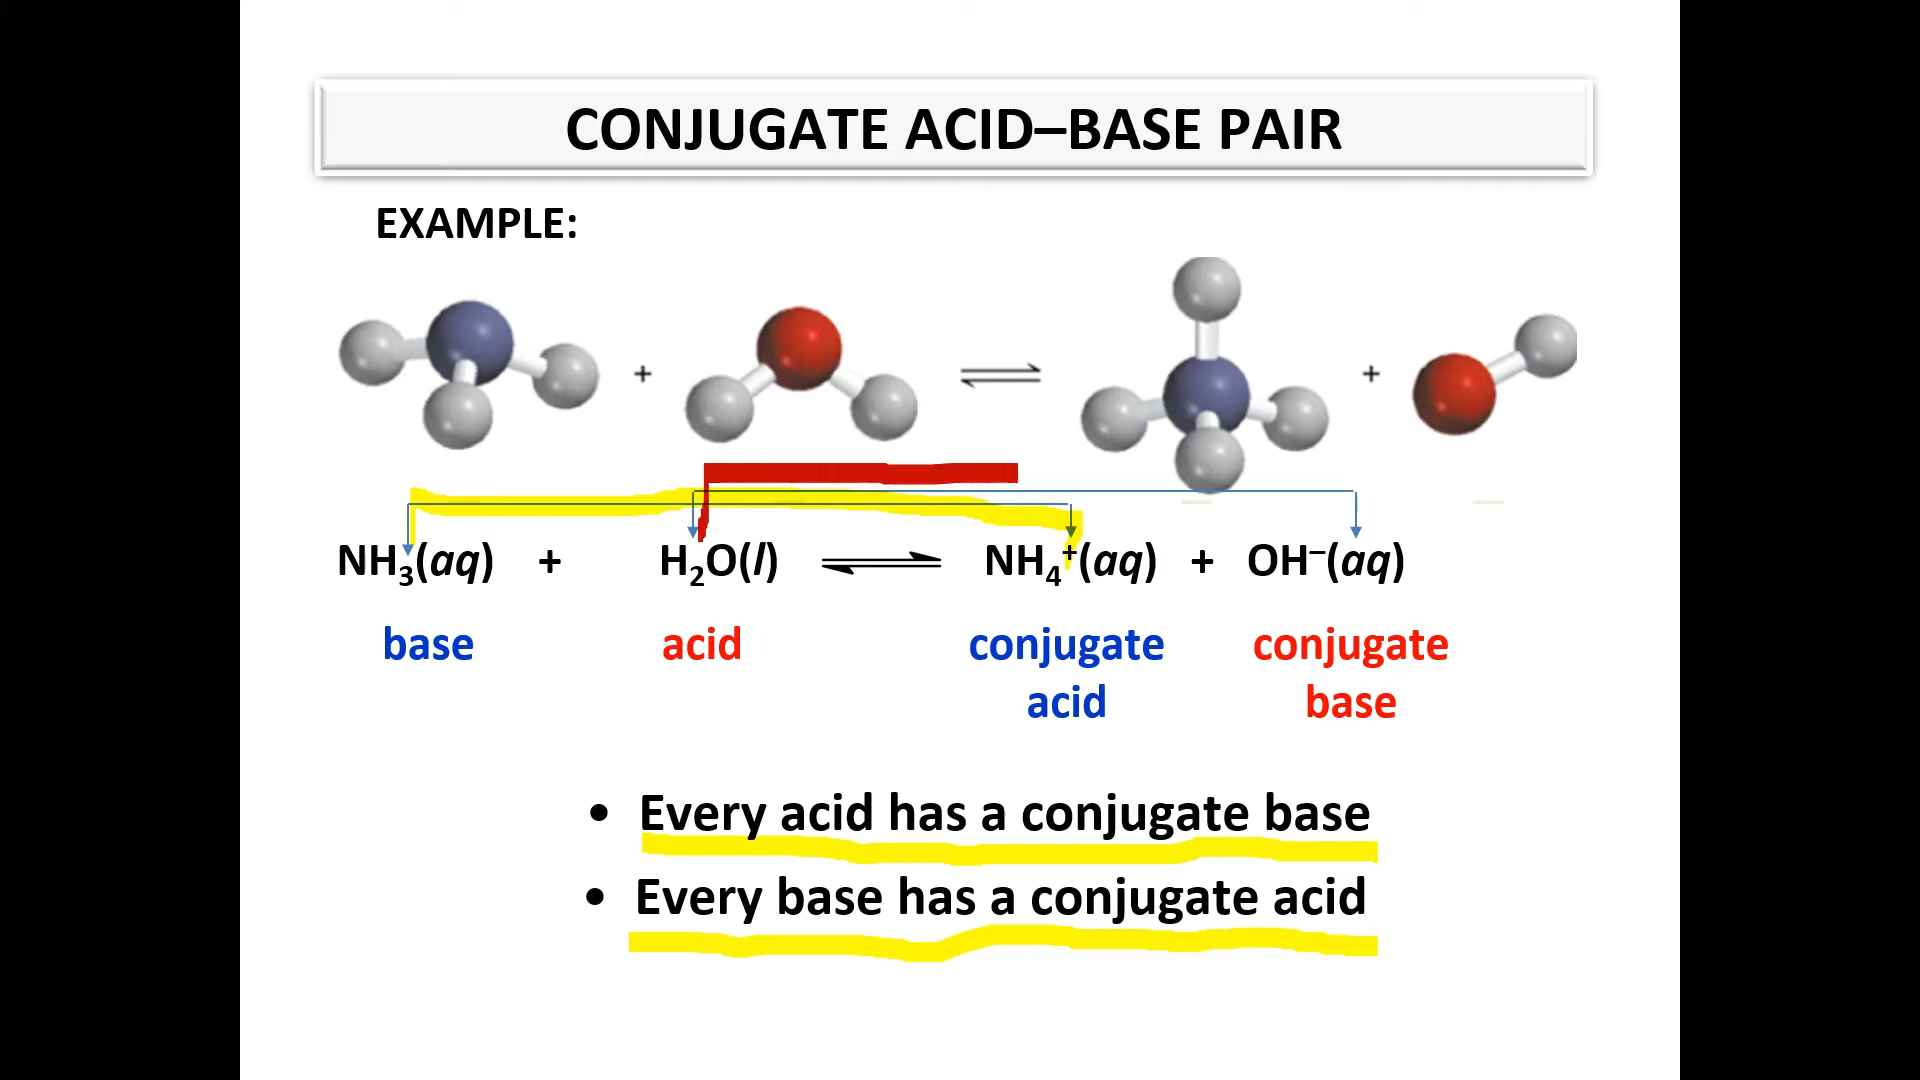 CONJUGATE ACID–BASE PAIR
EXAMPLE:
+ ⇌ +
NH₃(aq) + H₂O(l) ⇌ NH₄⁺(aq) + OH⁻(aq)
base acid conjugate acid conjugate base
• Every acid has a conjugate base
• Every base has a conjugate acid